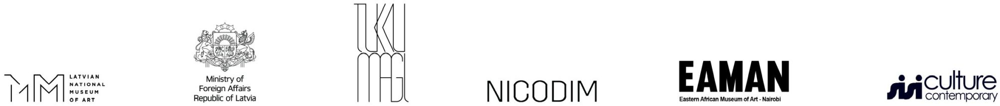 LATVIAN
NATIONAL
MUSEUM
OF ART
Ministry of
Foreign Affairs
Republic of Latvia
NICODIM
EAMAN
Eastern African Museum of Art - Nairobi
sisi culture
contemporary